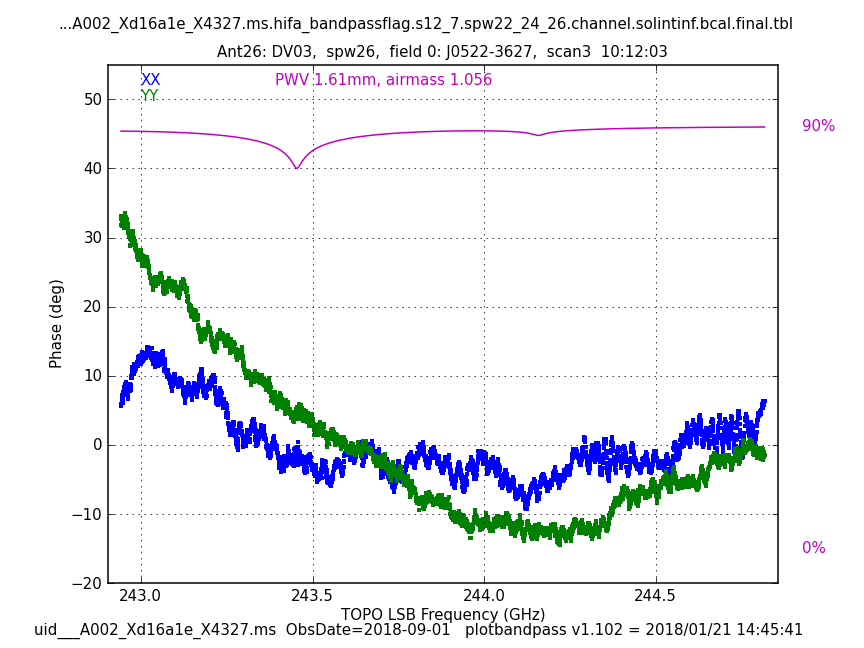 ...A002_Xd16a1e_X4327.ms.hifa_bandpassflag.s12_7.spw22_24_26.channel.solintinf.bcal.final.tbl
Ant26: DV03,  spw26,  field 0: J0522-3627,  scan3  10:12:03
XX
PWV 1.61mm, airmass 1.056
YY
50
40
30
20
10
0
−10
−20
Phase (deg)
90%
0%
243.0
243.5
244.0
244.5
TOPO LSB Frequency (GHz)
uid___A002_Xd16a1e_X4327.ms  ObsDate=2018-09-01   plotbandpass v1.102 = 2018/01/21 14:45:41